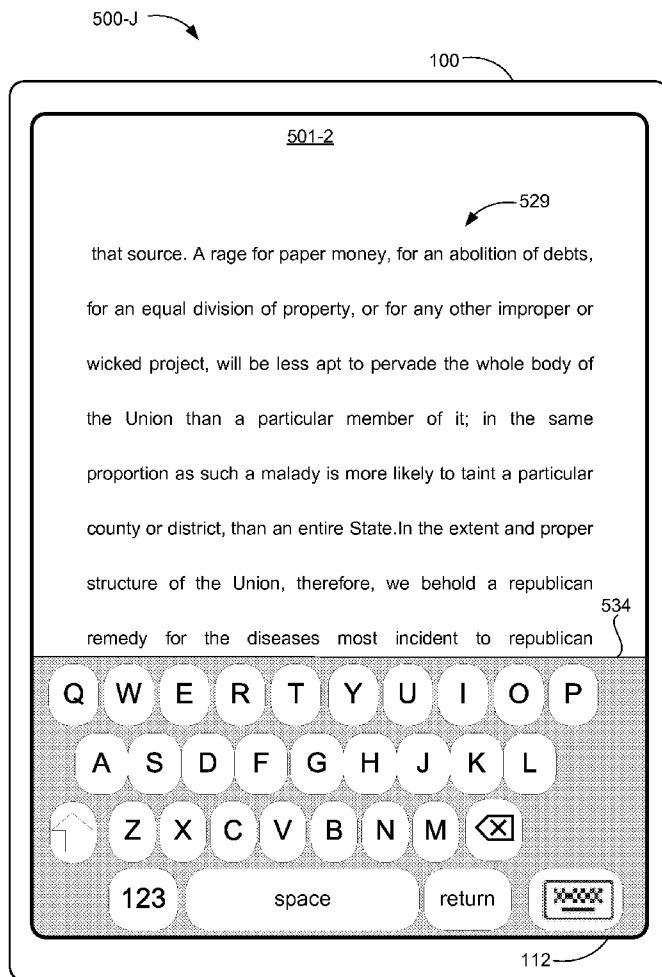 500-J
100
501-2
529
that source. A rage for paper money, for an abolition of debts,
for an equal division of property, or for any other improper or
wicked project, will be less apt to pervade the whole body of
the Union than a particular member of it; in the same
proportion as such a malady is more likely to taint a particular
county or district, than an entire State.In the extent and proper
structure of the Union, therefore, we behold a republican
534
remedy for the diseases most incident to republican
Q W E R T Y U I O P
A S D F G H J K L
Z X C V B N M
123 space return
112